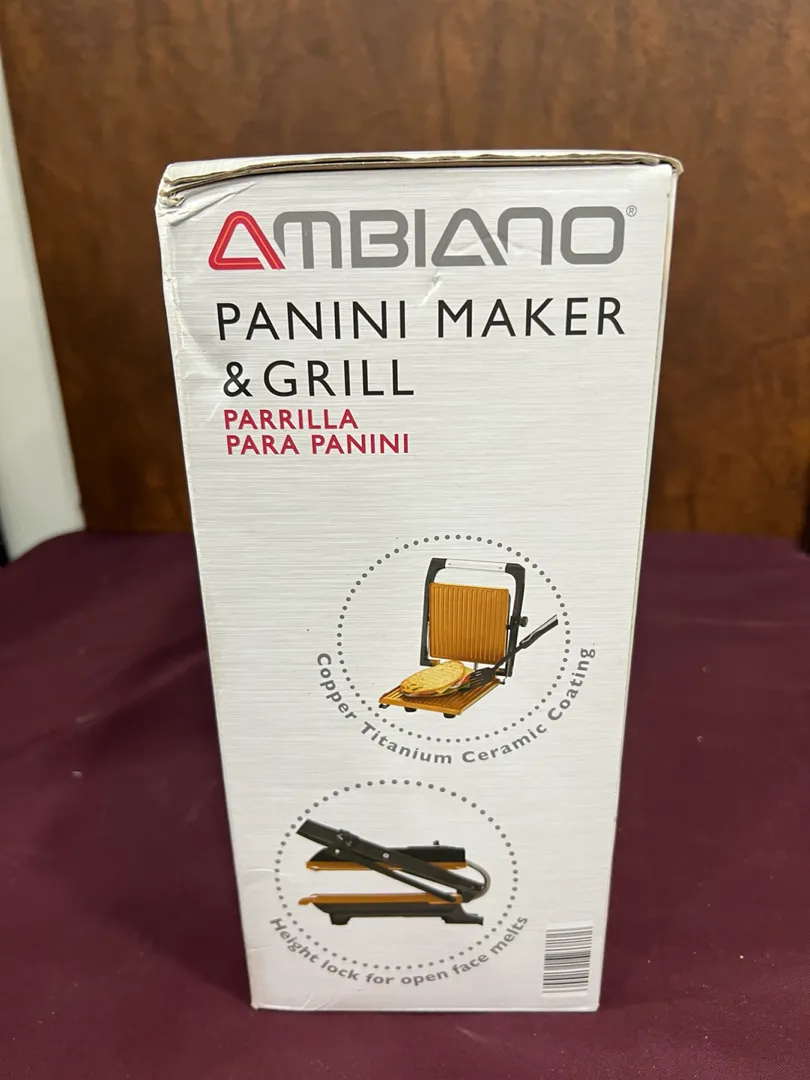 AMBIANO®
PANINI MAKER
& GRILL
PARRILLA
PARA PANINI
Copper Titanium Ceramic Coating
Height lock for open face melts